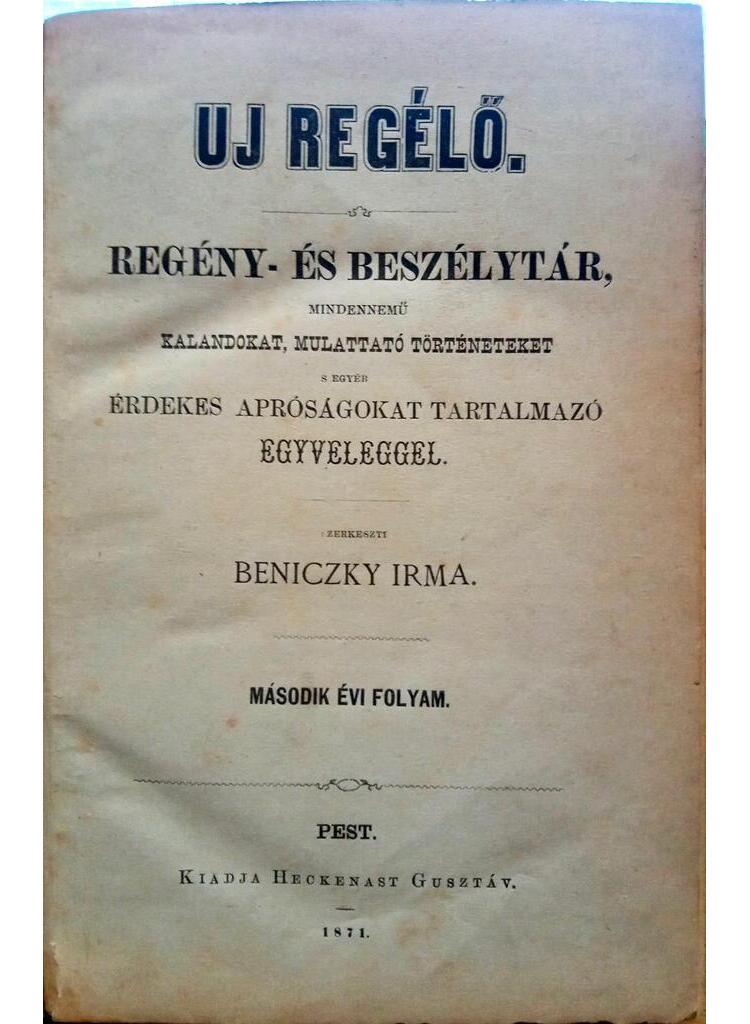 UJ REGÉLŐ.
REGÉNY- ÉS BESZÉLYTÁR,
MINDENNEMŰ
KALANDOKAT, MULATTATÓ TÖRTÉNETEKET
S EGYÉB
ÉRDEKES APRÓSÁGOKAT TARTALMAZÓ
EGYVELEGGEL.
SZERKESZTI
BENICZKY IRMA.
MÁSODIK ÉVI FOLYAM.
PEST.
KIADJA HECKENAST GUSZTÁV.
1871.